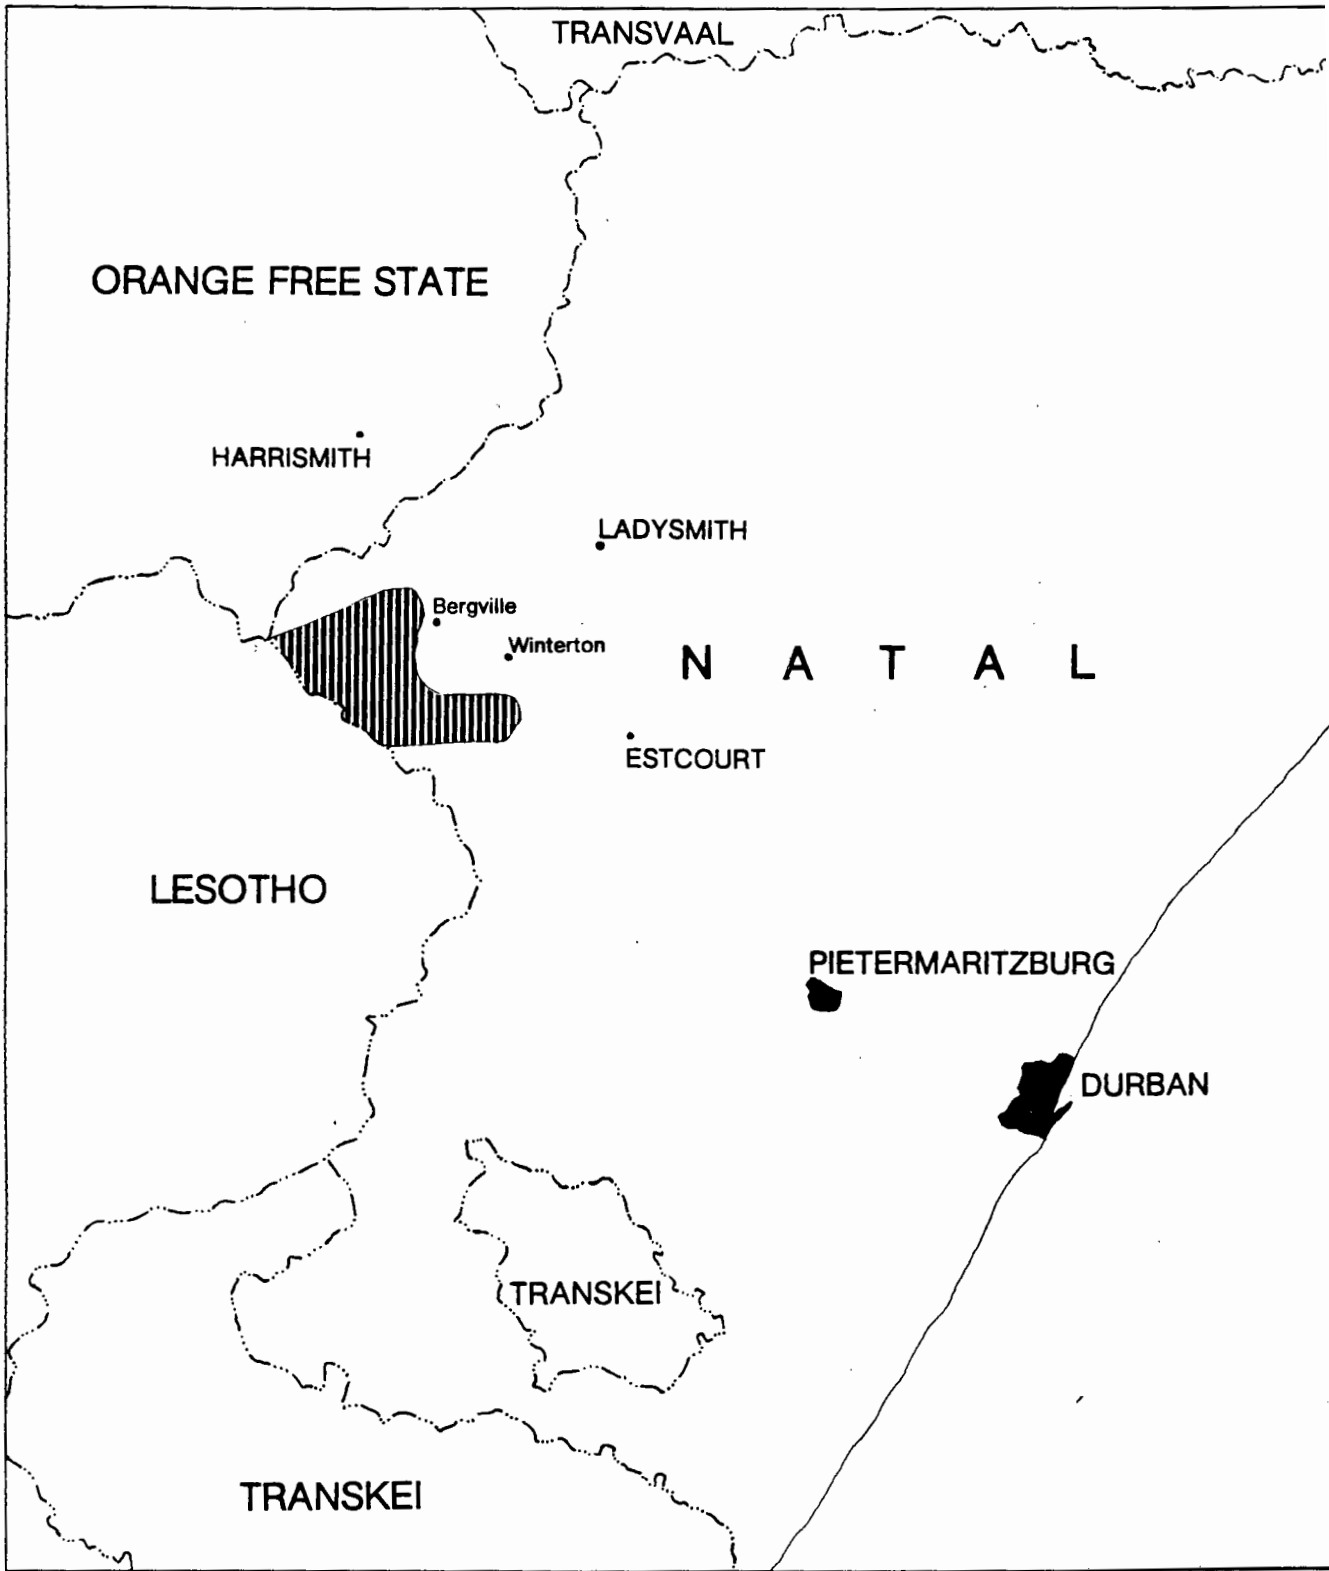 TRANSVAAL
ORANGE FREE STATE
HARRISMITH
LADYSMITH
Bergville
Winterton
N A T A L
ESTCOURT
LESOTHO
PIETERMARITZBURG
DURBAN
TRANSKEI
TRANSKEI